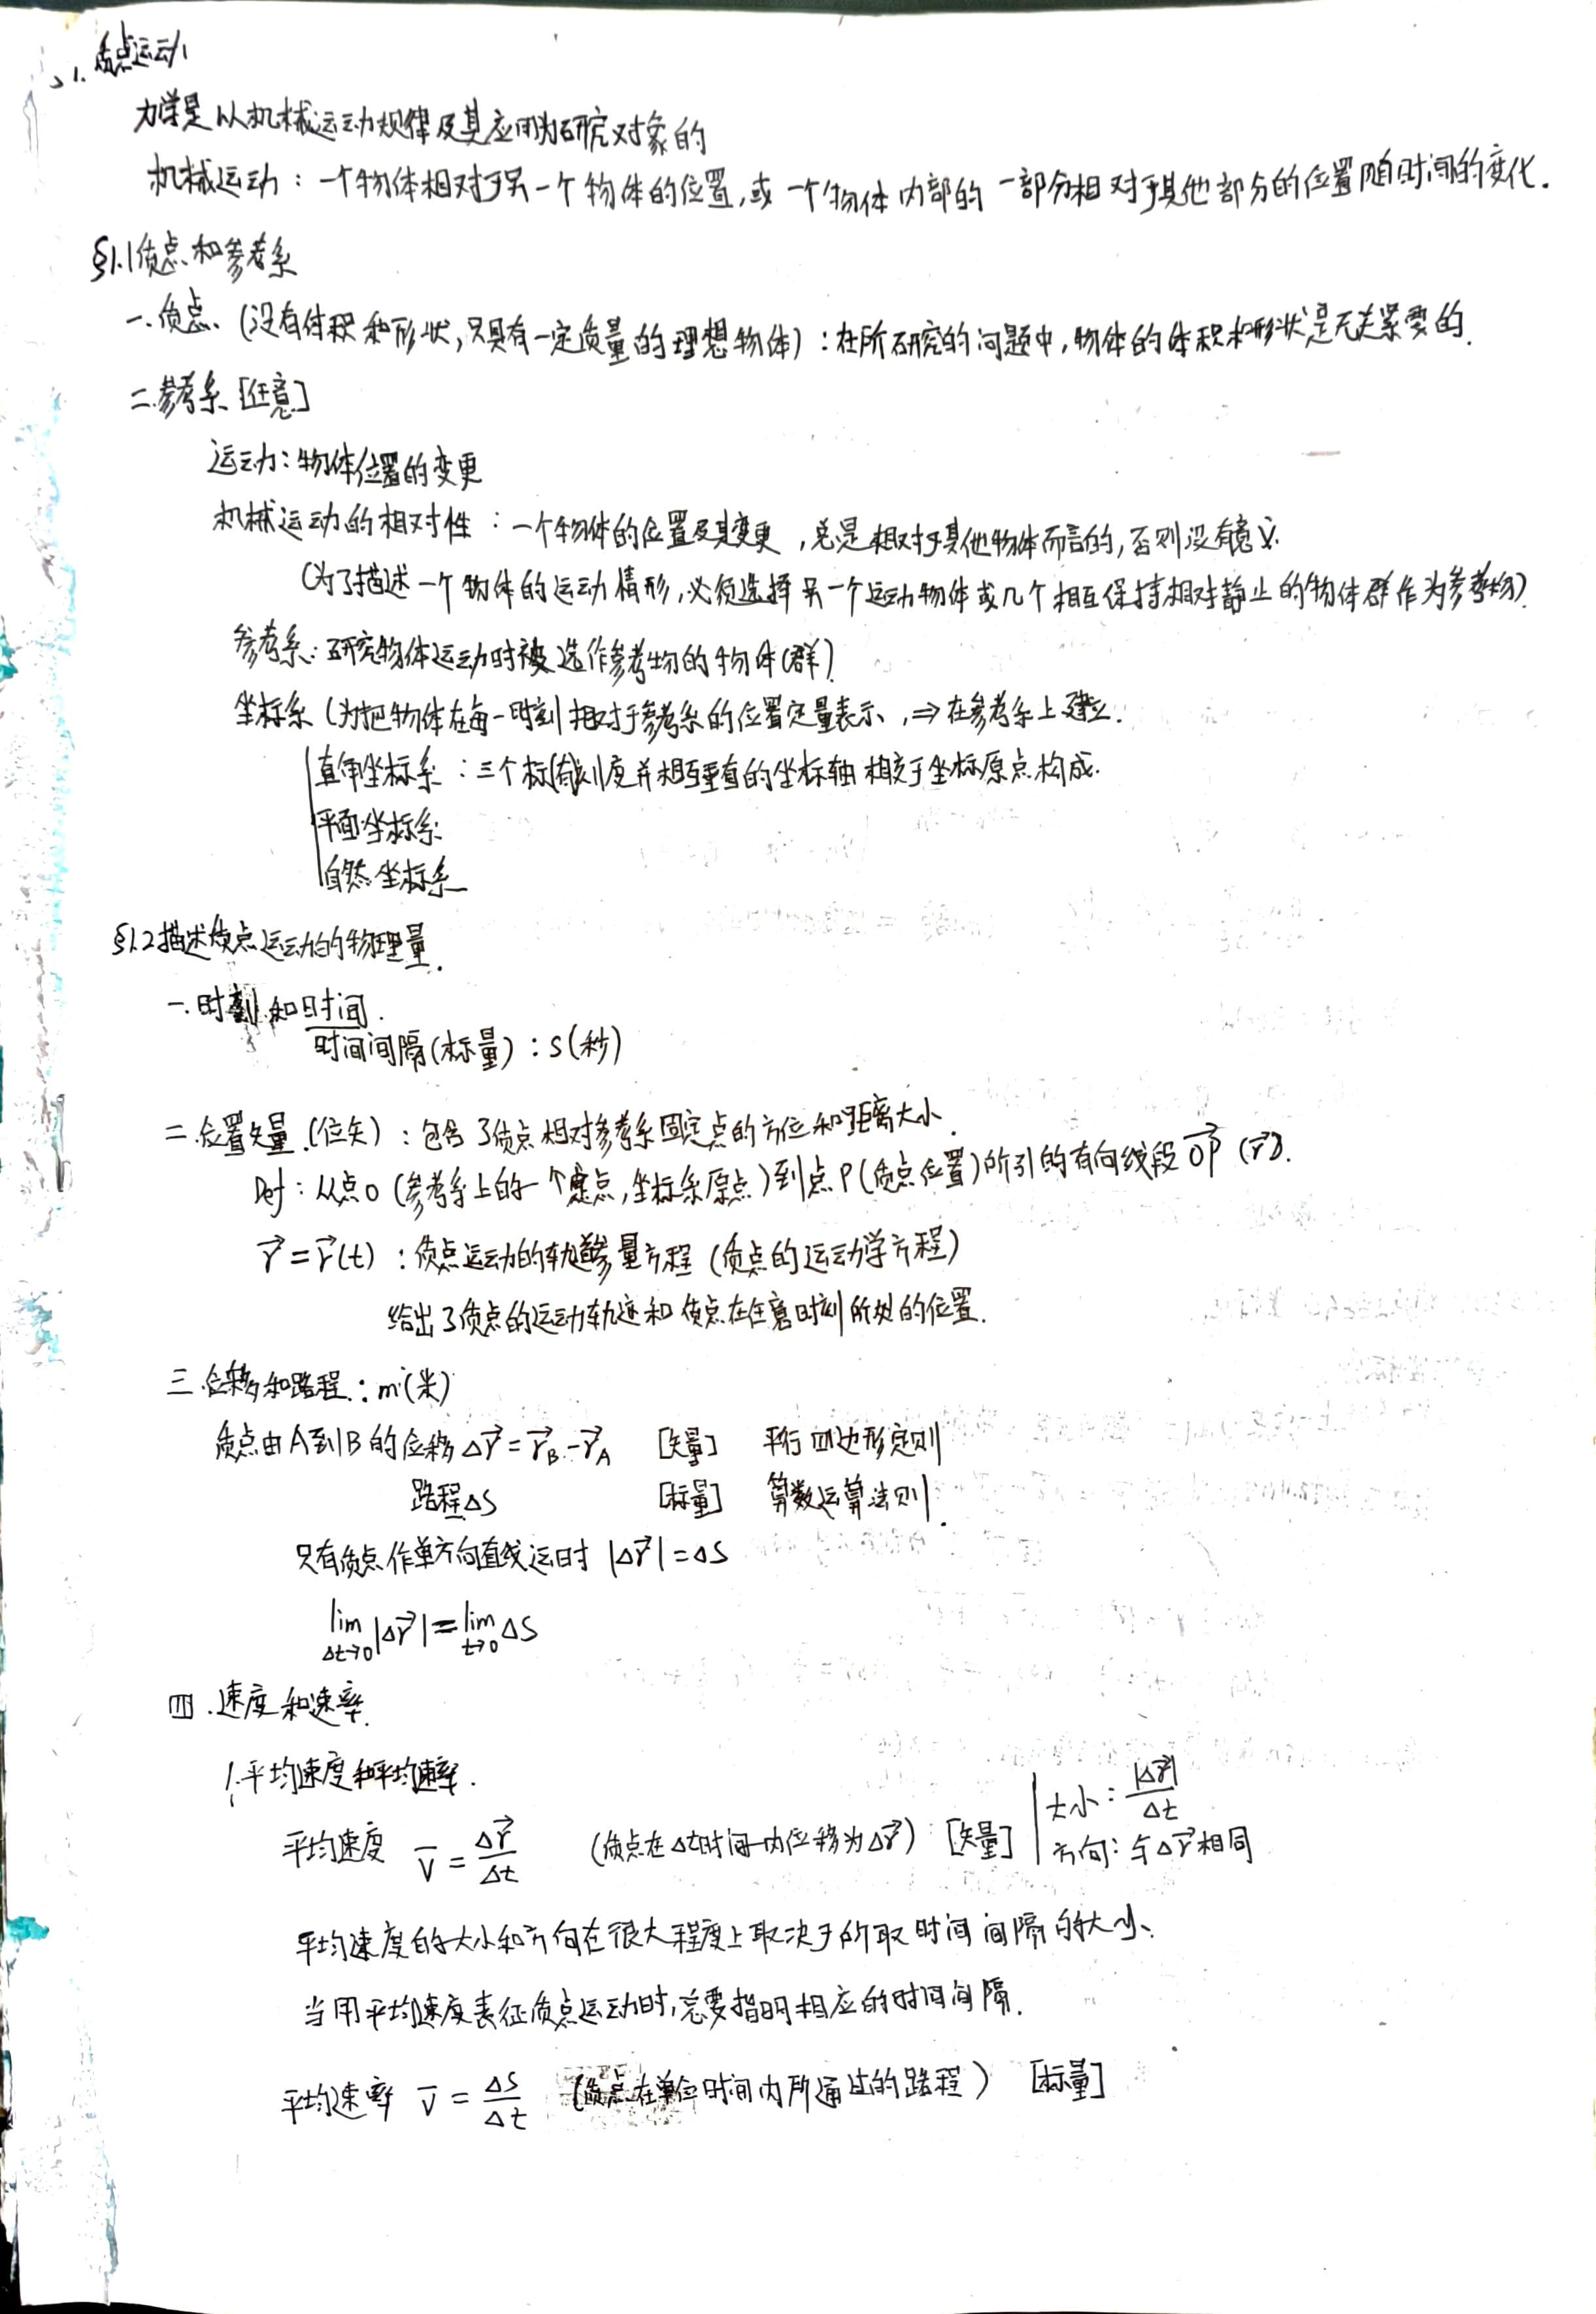 1. 质点运动
力学是以机械运动规律及其应用为研究对象的
机械运动：一个物体相对于另一个物体的位置,或一个物体内部的一部分相对于其他部分的位置随时间的变化.
§1.1质点和参考系
一.质点、(没有体积和形状,只具有一定质量的理想物体)：在所研究的问题中,物体的体积和形状是无关紧要的.
二.参考系[任意]
运动：物体位置的变更
机械运动的相对性：一个物体的位置及其变更,总是相对于其他物体而言的,否则没有意义.
(为了描述一个物体的运动情形,必须选择另一个运动物体或几个相互保持相对静止的物体群作为参考物)
参考系：研究物体运动时被选作参考物的物体(群)
坐标系(为把物体在每一时刻相对于参考系的位置定量表示、,⇒在参考系上建立.
直角坐标系：三个标有刻度并相互垂直的坐标轴相交于坐标原点构成.
平面坐标系
自然坐标系
§1.2描述质点运动的物理量.
一.时刻和时间.
时间间隔(标量)：s(秒)
二.位置矢量.(位矢)：包含了质点相对参考系固定点的方位和距离大小.
Def：从点o(参考系上的一个定点,坐标系原点)到点P(质点位置)所引的有向线段 $\vec{OP}$ ($\vec{r}$).
$\vec{r}=\vec{r}(t)$：质点运动的轨道参量方程(质点的运动学方程)
给出了质点的运动轨迹和质点在任意时刻所处的位置.
三.位移和路程：m(米)
质点由A到B的位移 $\Delta\vec{r}=\vec{r}_B-\vec{r}_A$ [矢量] 平行四边形定则
路程ΔS [标量] 算数运算法则.
只有质点作单方向直线运时 $|\Delta\vec{r}|=\Delta S$
$\lim_{\Delta t\to 0}|\Delta\vec{r}|=\lim_{t\to 0}\Delta S$
四.速度和速率.
1.平均速度和平均速率.
平均速度 $\overline{v}=\frac{\Delta\vec{r}}{\Delta t}$ (质点在Δt时间内位移为$\Delta\vec{r}$) [矢量] 大小：$\frac{|\Delta\vec{r}|}{\Delta t}$
方向：与$\Delta\vec{r}$相同
平均速度的大小和方向在很大程度上取决于所取时间间隔的大小、
当用平均速度表征质点运动时,总要指明相应的时间间隔.
平均速率 $\overline{v}=\frac{\Delta S}{\Delta t}$ (质点在单位时间内所通过的路程) [标量]